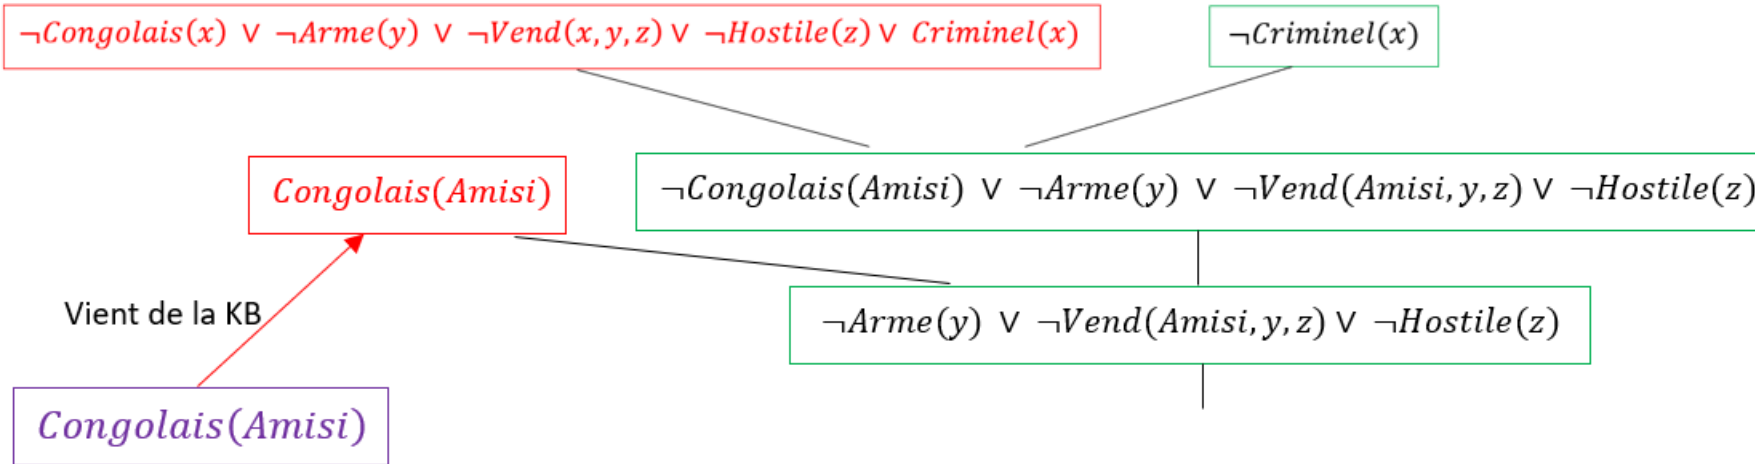 ¬Congolais(x) ∨ ¬Arme(y) ∨ ¬Vend(x, y, z) ∨ ¬Hostile(z) ∨ Criminel(x)
¬Criminel(x)
Congolais(Amisi)
¬Congolais(Amisi) ∨ ¬Arme(y) ∨ ¬Vend(Amisi, y, z) ∨ ¬Hostile(z)
Vient de la KB
¬Arme(y) ∨ ¬Vend(Amisi, y, z) ∨ ¬Hostile(z)
Congolais(Amisi)